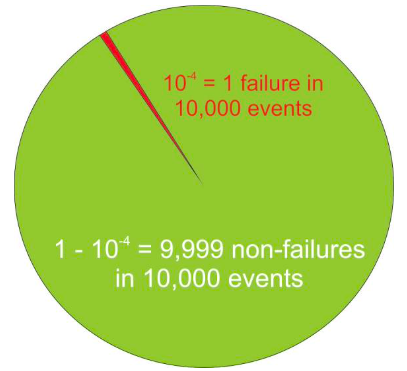 10⁻⁴ = 1 failure in
10,000 events
1 - 10⁻⁴ = 9,999 non-failures
in 10,000 events